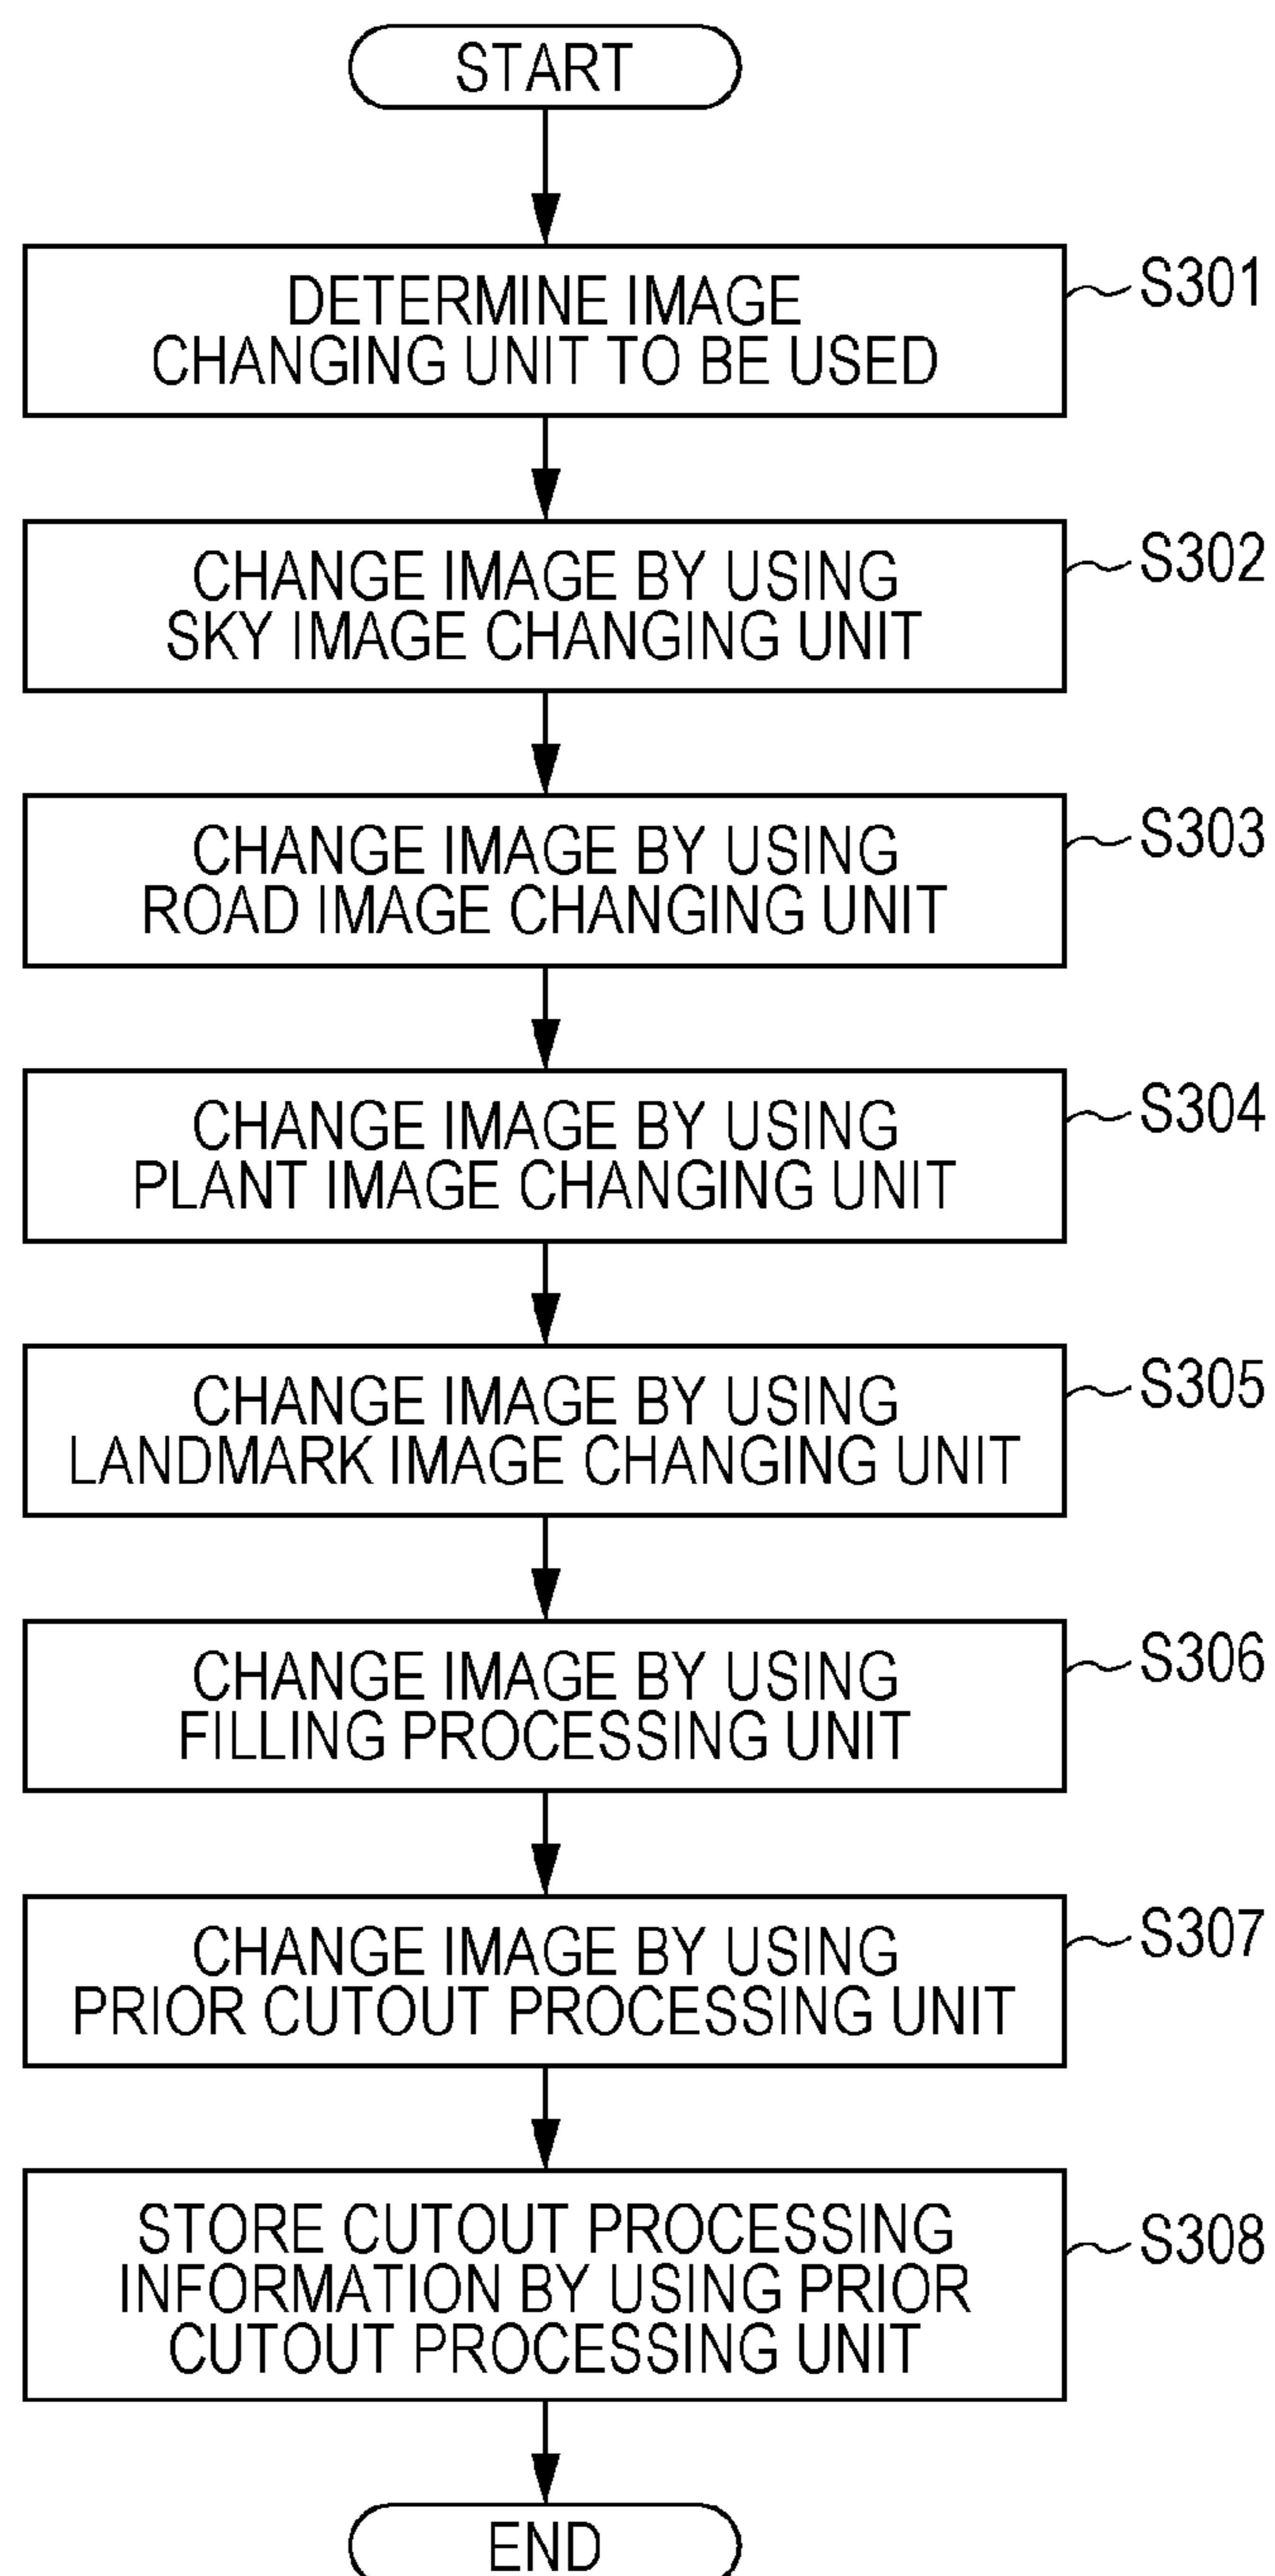 START
DETERMINE IMAGE
CHANGING UNIT TO BE USED
S301
CHANGE IMAGE BY USING
SKY IMAGE CHANGING UNIT
S302
CHANGE IMAGE BY USING
ROAD IMAGE CHANGING UNIT
S303
CHANGE IMAGE BY USING
PLANT IMAGE CHANGING UNIT
S304
CHANGE IMAGE BY USING
LANDMARK IMAGE CHANGING UNIT
S305
CHANGE IMAGE BY USING
FILLING PROCESSING UNIT
S306
CHANGE IMAGE BY USING
PRIOR CUTOUT PROCESSING UNIT
S307
STORE CUTOUT PROCESSING
INFORMATION BY USING PRIOR
CUTOUT PROCESSING UNIT
S308
END